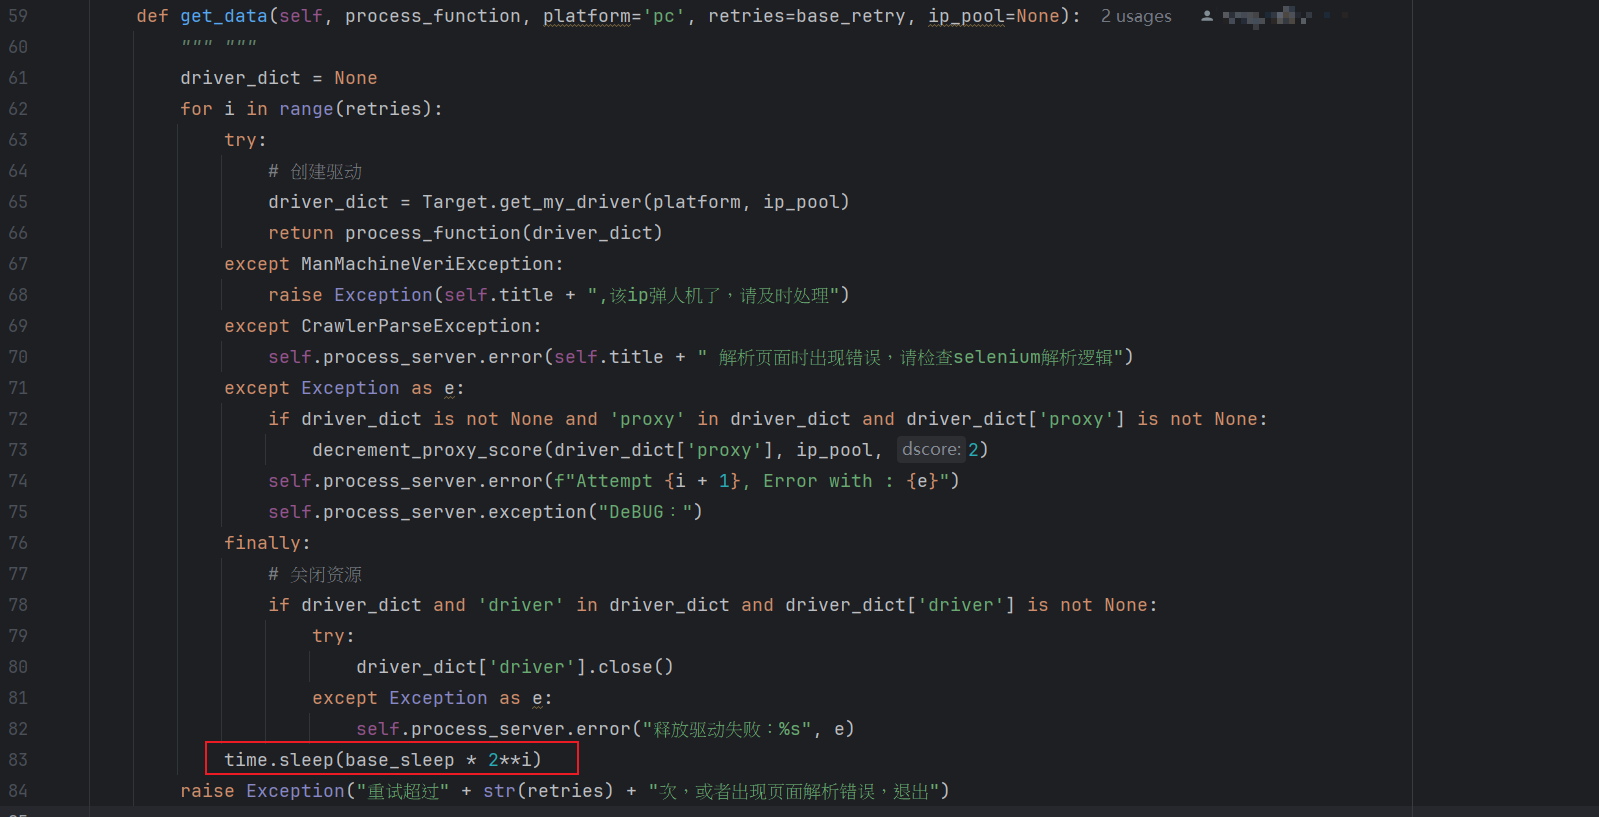 59 def get_data(self, process_function, platform='pc', retries=base_retry, ip_pool=None): 2 usages
60 """ """
61 driver_dict = None
62 for i in range(retries):
63 try:
64 # 创建驱动
65 driver_dict = Target.get_my_driver(platform, ip_pool)
66 return process_function(driver_dict)
67 except ManMachineVeriException:
68 raise Exception(self.title + ",该ip弹人机了，请及时处理")
69 except CrawlerParseException:
70 self.process_server.error(self.title + " 解析页面时出现错误，请检查selenium解析逻辑")
71 except Exception as e:
72 if driver_dict is not None and 'proxy' in driver_dict and driver_dict['proxy'] is not None:
73 decrement_proxy_score(driver_dict['proxy'], ip_pool, dscore: 2)
74 self.process_server.error(f"Attempt {i + 1}, Error with : {e}")
75 self.process_server.exception("DeBUG：")
76 finally:
77 # 关闭资源
78 if driver_dict and 'driver' in driver_dict and driver_dict['driver'] is not None:
79 try:
80 driver_dict['driver'].close()
81 except Exception as e:
82 self.process_server.error("释放驱动失败：%s", e)
83 time.sleep(base_sleep * 2**i)
84 raise Exception("重试超过" + str(retries) + "次，或者出现页面解析错误，退出")